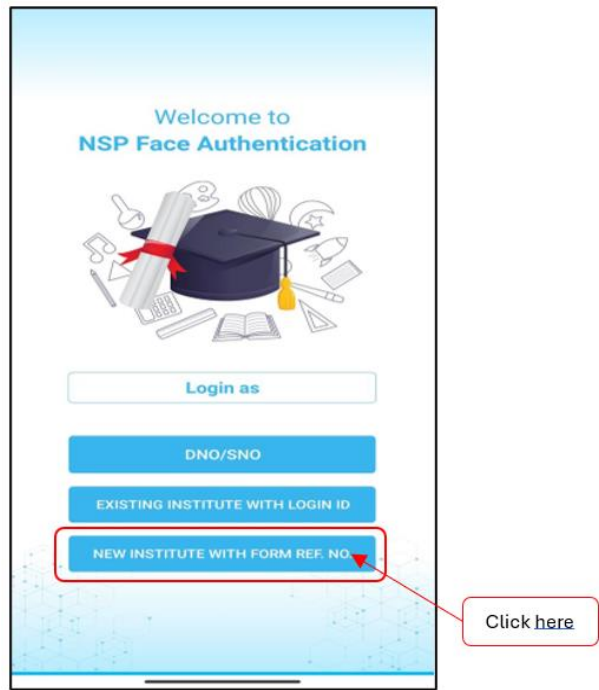 Welcome to
NSP Face Authentication
Login as
DNO/SNO
EXISTING INSTITUTE WITH LOGIN ID
NEW INSTITUTE WITH FORM REF. NO.
Click here